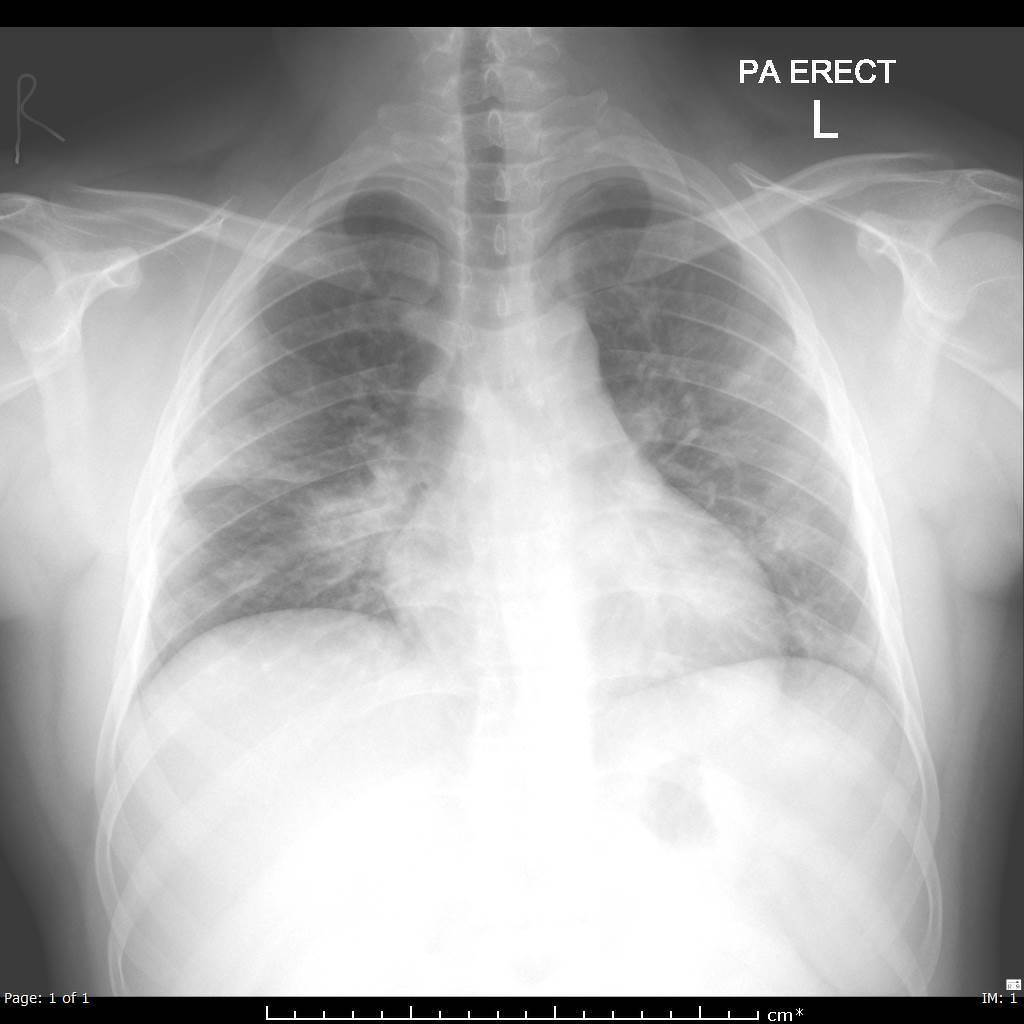 PA ERECT
R
L
Page: 1 of 1
IM: 1
cm*